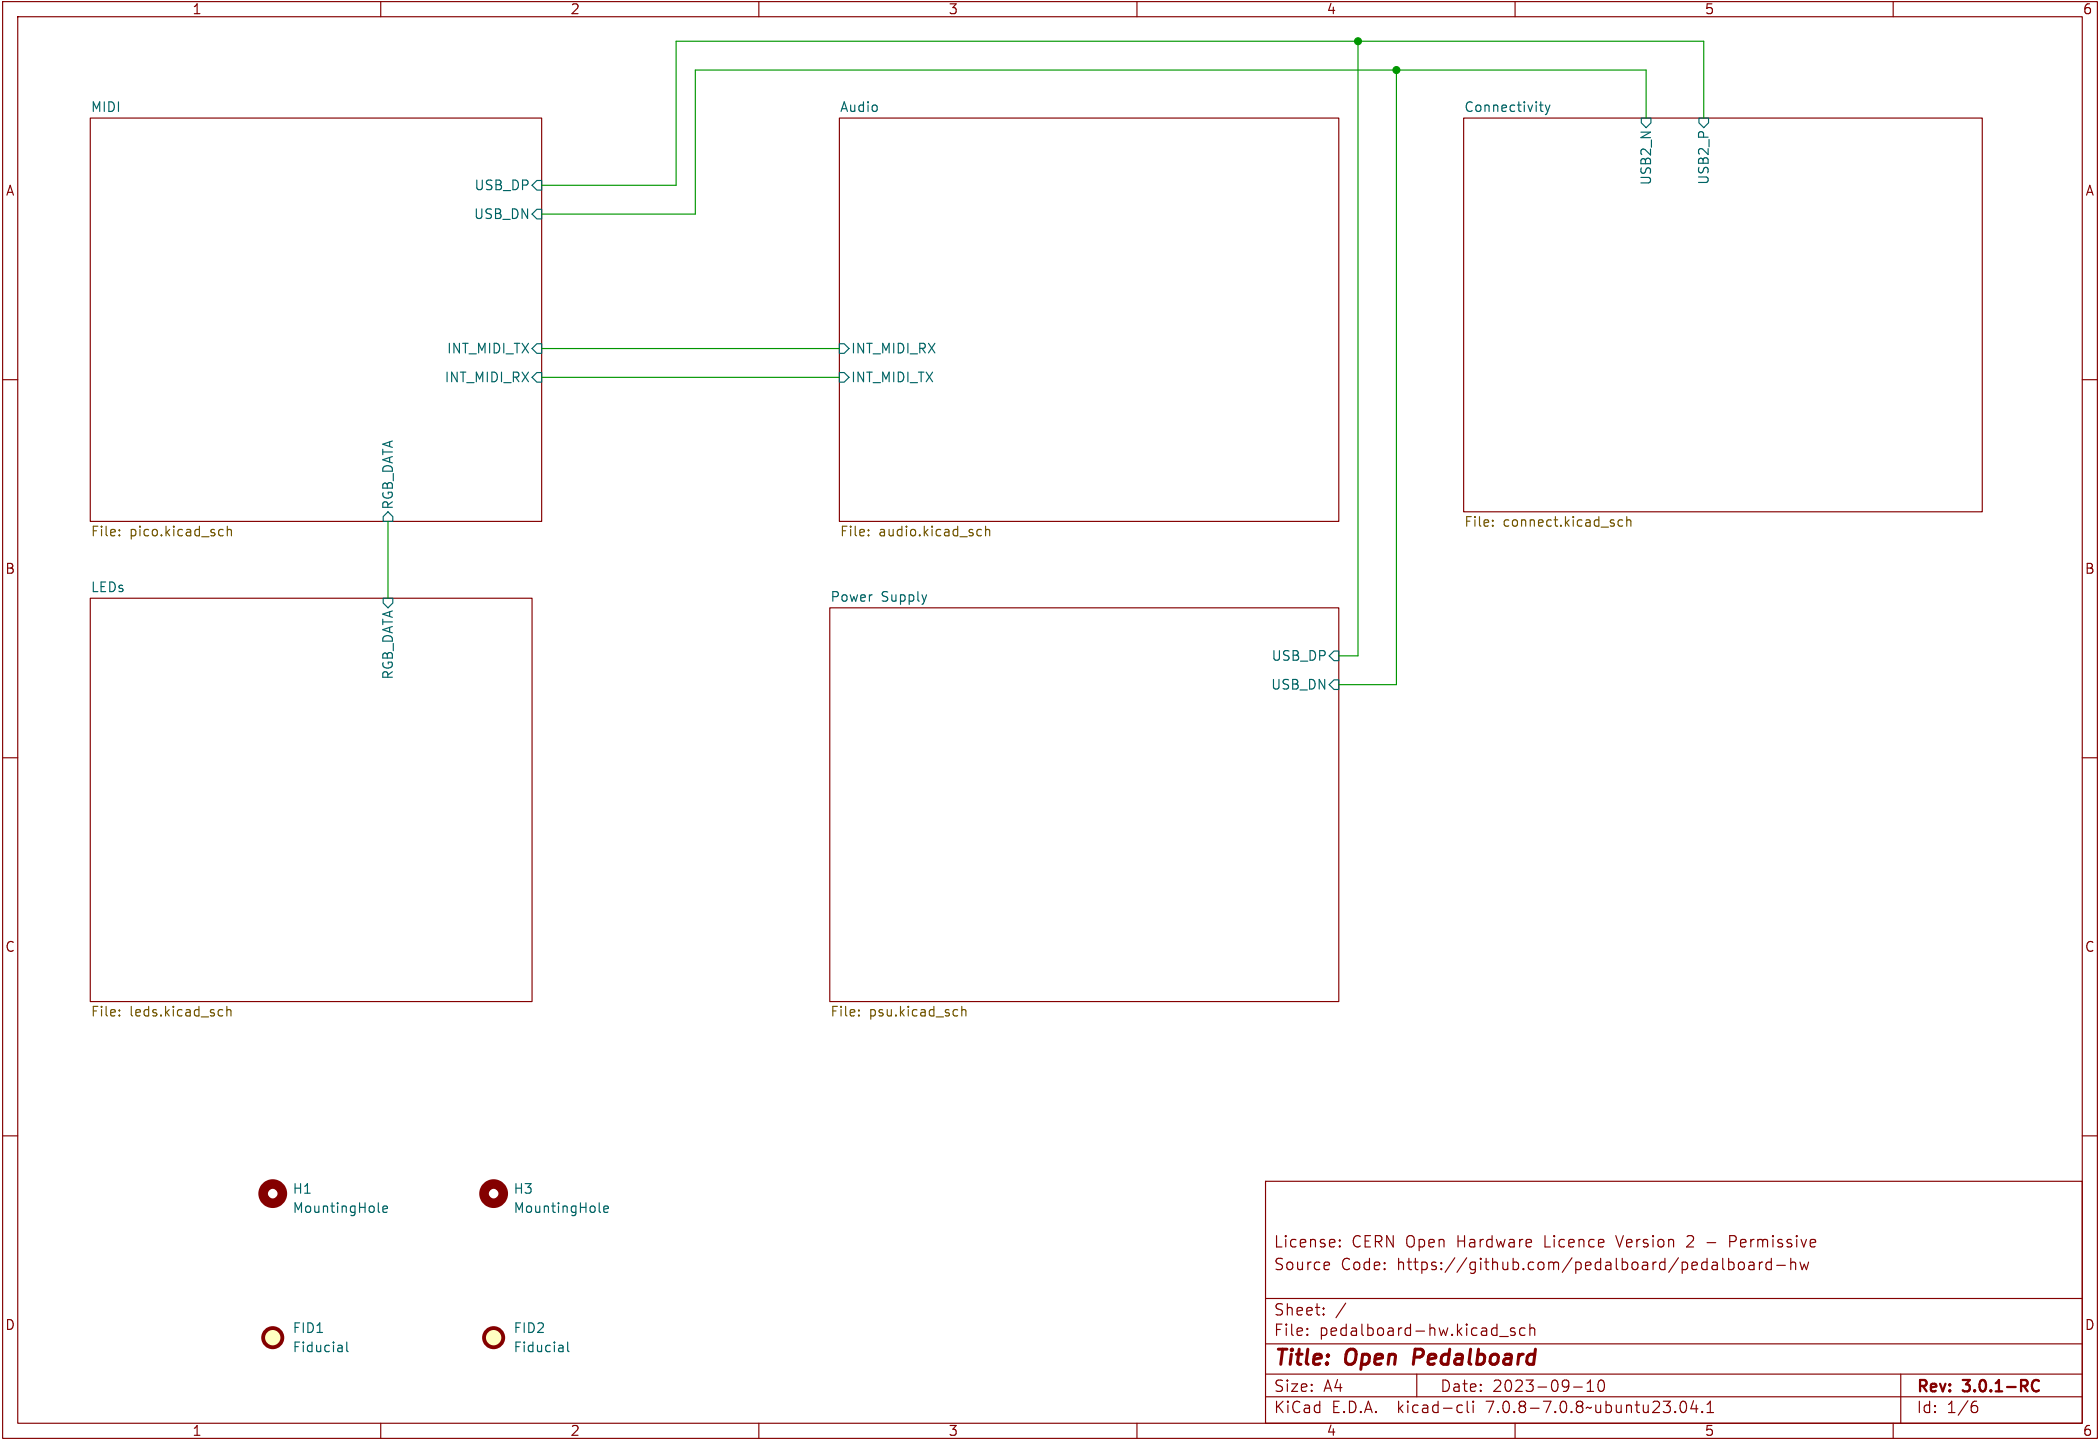 1 2 3 4 5 6
MIDI
Audio
Connectivity
USB_DP
USB_DN
USB2_N
USB2_P
A
A
INT_MIDI_TX
INT_MIDI_RX
INT_MIDI_RX
INT_MIDI_TX
RGB_DATA
File: pico.kicad_sch
File: audio.kicad_sch
File: connect.kicad_sch
B
B
LEDs
Power Supply
RGB_DATA
USB_DP
USB_DN
File: leds.kicad_sch
File: psu.kicad_sch
C
C
H1
MountingHole
H3
MountingHole
FID1
Fiducial
FID2
Fiducial
License: CERN Open Hardware Licence Version 2 - Permissive
Source Code: https://github.com/pedalboard/pedalboard-hw
Sheet: /
File: pedalboard-hw.kicad_sch
D
D
Title: Open Pedalboard
Size: A4
Date: 2023-09-10
Rev: 3.0.1-RC
KiCad E.D.A. kicad-cli 7.0.8-7.0.8~ubuntu23.04.1
Id: 1/6
1 2 3 4 5 6